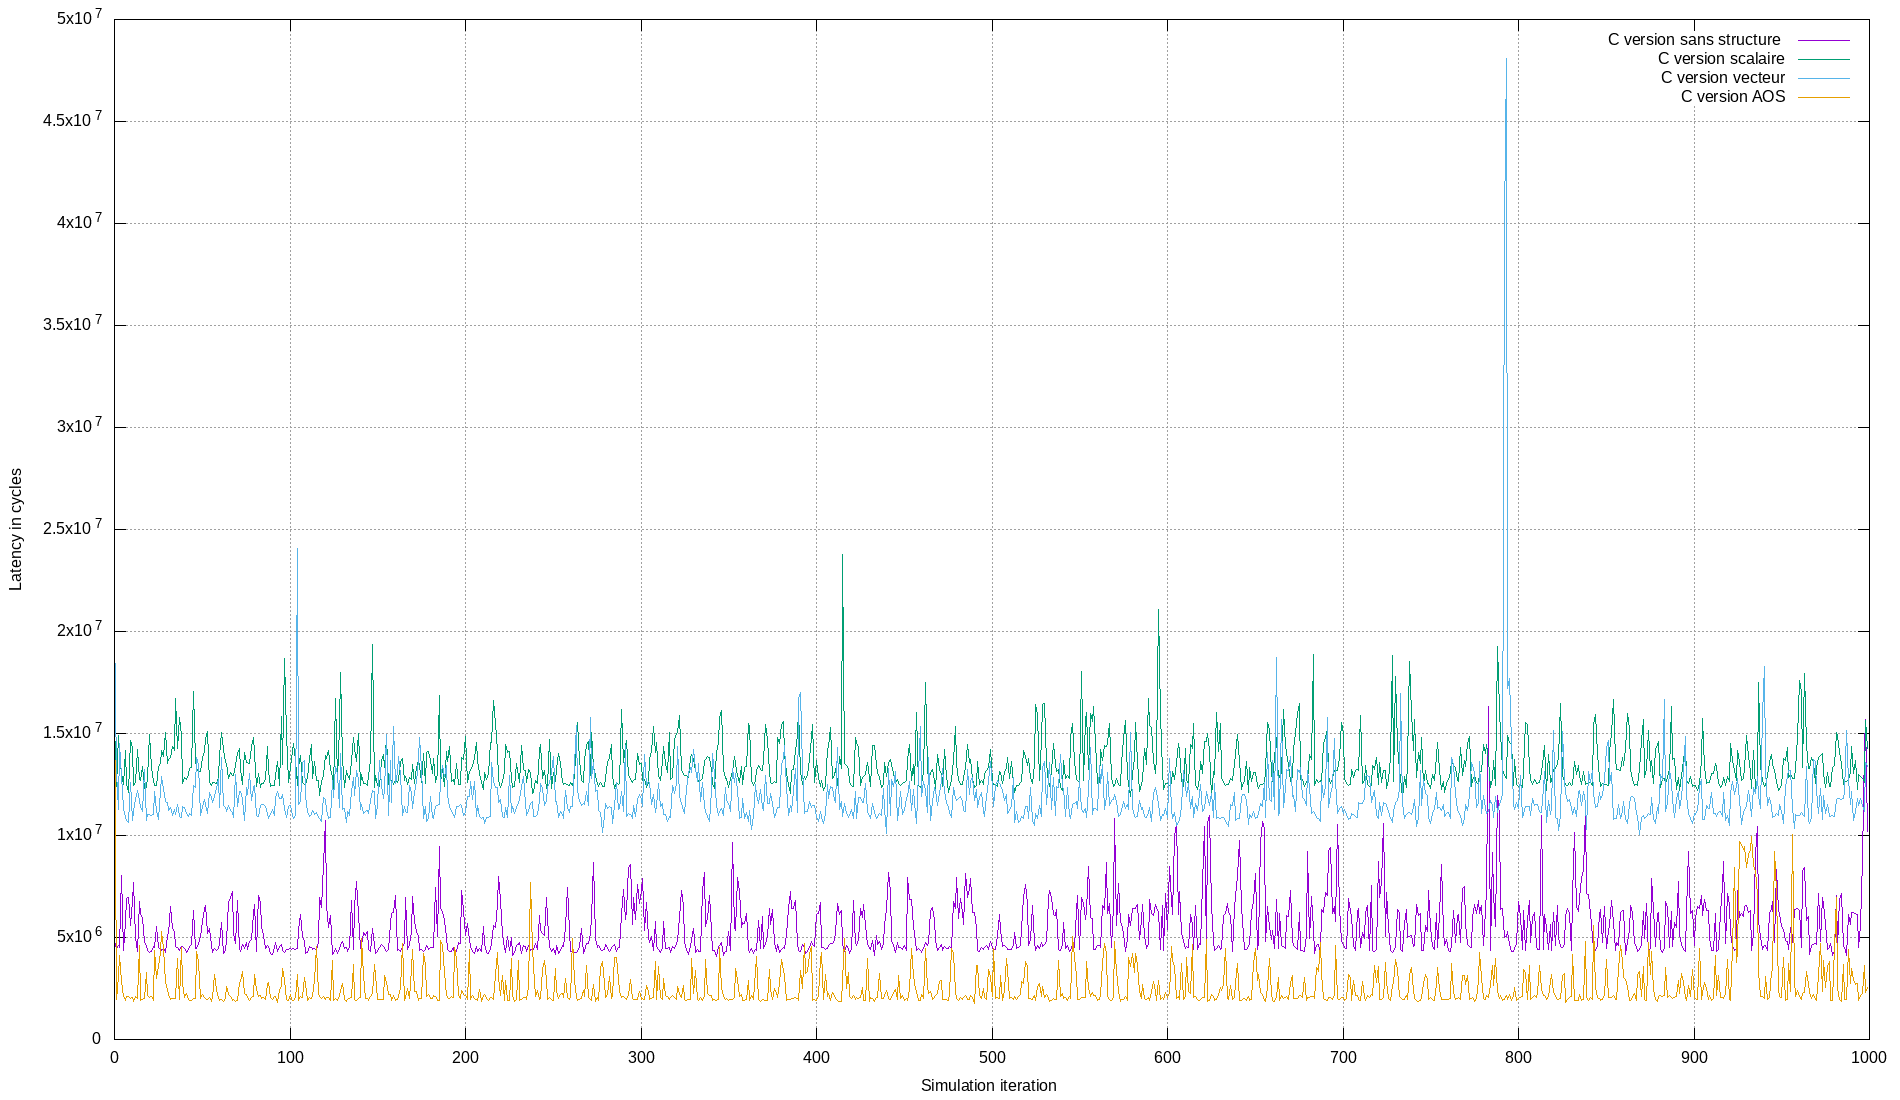 5x10 7
4.5x10 7
4x10 7
3.5x10 7
3x10 7
2.5x10 7
2x10 7
1.5x10 7
1x10 7
5x10 6
0
Latency in cycles
C version sans structure
C version scalaire
C version vecteur
C version AOS
0 100 200 300 400 500 600 700 800 900 1000
Simulation iteration